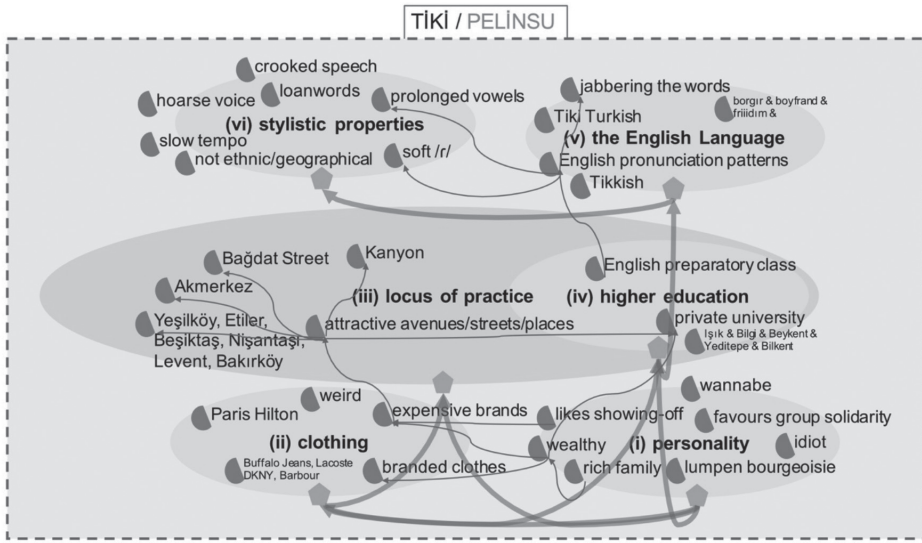 TİKİ / PELİNSU
crooked speech
loanwords
hoarse voice
prolonged vowels
(vi) stylistic properties
slow tempo
not ethnic/geographical
soft /r/
jabbering the words
borgır & boyfrand &
friiidım &
Tiki Turkish
(v) the English Language
English pronunciation patterns
Tikkish
Bağdat Street
Kanyon
Akmerkez
(iii) locus of practice
Yeşilköy, Etiler,
Beşiktaş, Nişantaşi,
Levent, Bakırköy
attractive avenues/streets/places
English preparatory class
(iv) higher education
private university
Işık & Bilgi & Beykent &
Yeditepe & Bilkent
weird
Paris Hilton
expensive brands
(ii) clothing
Buffalo Jeans, Lacoste
DKNY, Barbour
branded clothes
wannabe
likes showing-off
favours group solidarity
wealthy
(i) personality
idiot
rich family
lumpen bourgeoisie